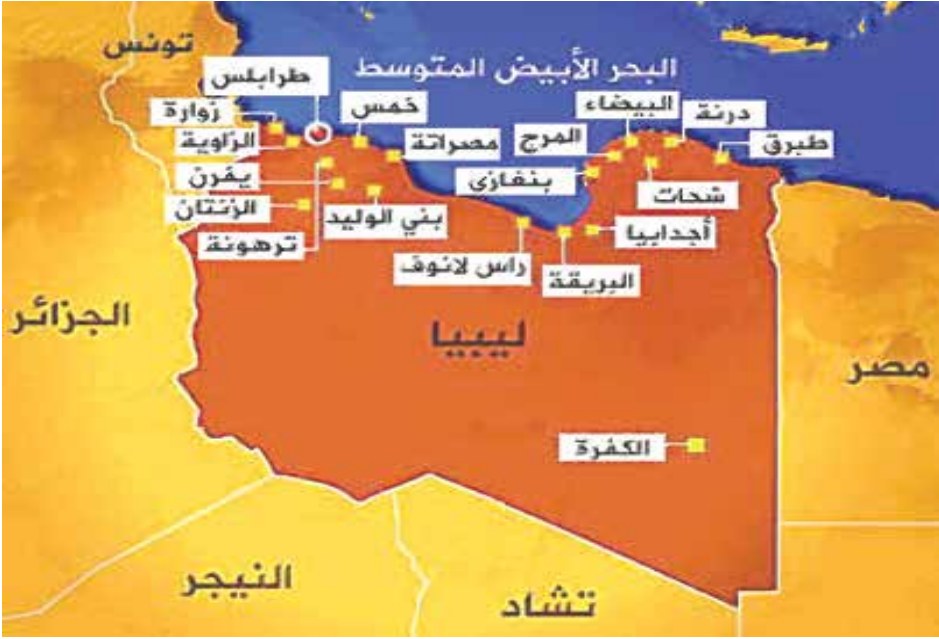 تونس
البحر الأبيض المتوسط
طرابلس
زوارة
خمس
البيضاء
درنة
الزاوية
مصراتة
المرج
طبرق
يفرن
بنغازي
شحات
الزنتان
بني الوليد
أجدابيا
ترهونة
راس لانوف
البريقة
الجزائر
ليبيا
مصر
الكفرة
النيجر
تشاد